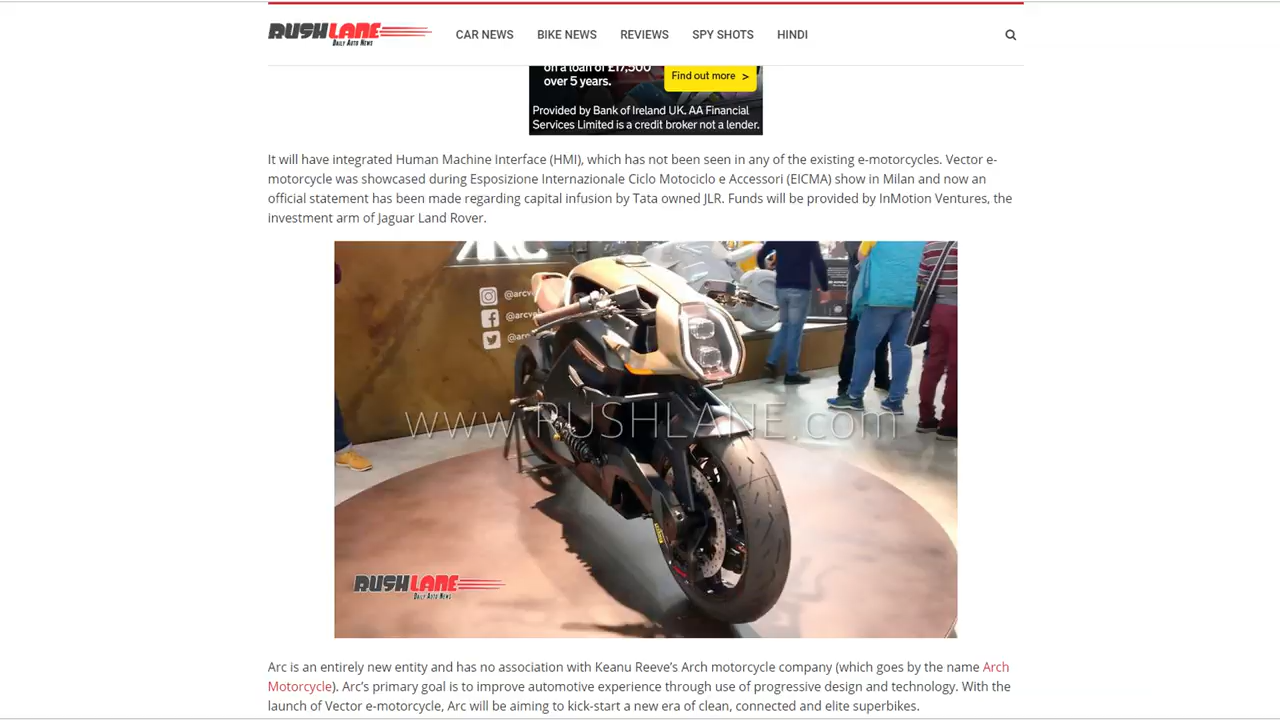 RUSHLANE
DAILY AUTO NEWS
CAR NEWS BIKE NEWS REVIEWS SPY SHOTS HINDI
on a loan of £17,500
over 5 years.
Find out more >
Provided by Bank of Ireland UK. AA Financial
Services Limited is a credit broker not a lender.
It will have integrated Human Machine Interface (HMI), which has not been seen in any of the existing e-motorcycles. Vector e-
motorcycle was showcased during Esposizione Internazionale Ciclo Motociclo e Accessori (EICMA) show in Milan and now an
official statement has been made regarding capital infusion by Tata owned JLR. Funds will be provided by InMotion Ventures, the
investment arm of Jaguar Land Rover.
ARC
www.RUSHLANE.com
RUSHLANE
DAILY AUTO NEWS
Arc is an entirely new entity and has no association with Keanu Reeve's Arch motorcycle company (which goes by the name Arch
Motorcycle). Arc's primary goal is to improve automotive experience through use of progressive design and technology. With the
launch of Vector e-motorcycle, Arc will be aiming to kick-start a new era of clean, connected and elite superbikes.